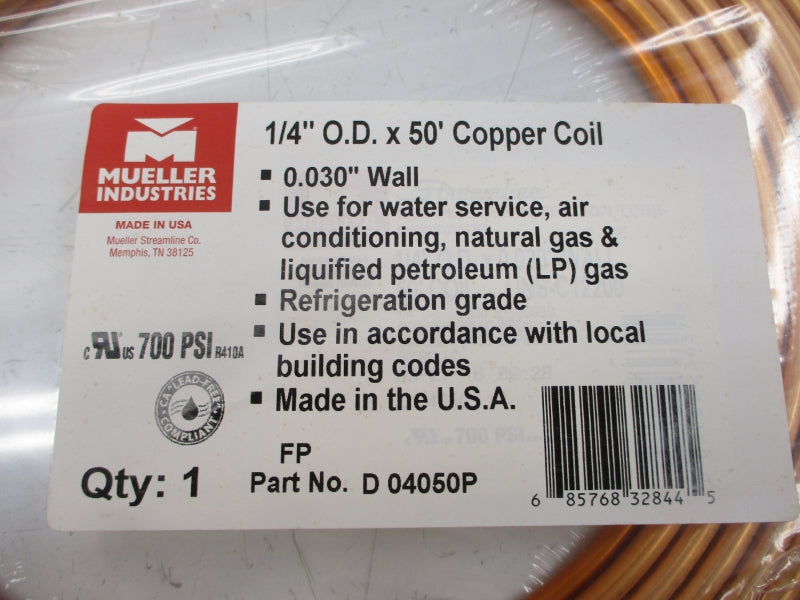 MUELLER
INDUSTRIES
MADE IN USA
Mueller Streamline Co.
Memphis, TN 38125
1/4" O.D. x 50' Copper Coil
▪ 0.030" Wall
▪ Use for water service, air
conditioning, natural gas &
liquified petroleum (LP) gas
▪ Refrigeration grade
▪ Use in accordance with local
building codes
▪ Made in the U.S.A.
c RU us 700 PSI R410A
CA "LEAD-FREE" COMPLIANT
FP
Qty: 1
Part No. D 04050P
6 85768 32844 5